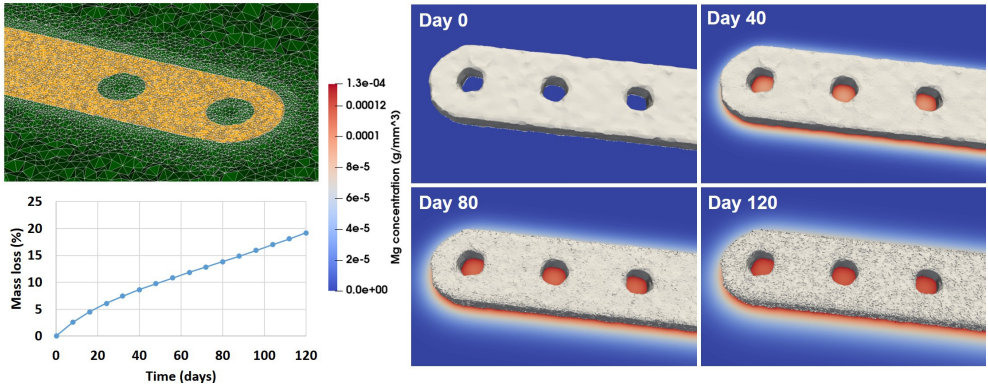 1.3e-04
0.00012
0.0001
8e-5
6e-5
4e-5
2e-5
0.0e+00
Mg concentration (g/mm^3)
25
20
15
10
5
0
Mass loss (%)
0 20 40 60 80 100 120
Time (days)
Day 0
Day 40
Day 80
Day 120